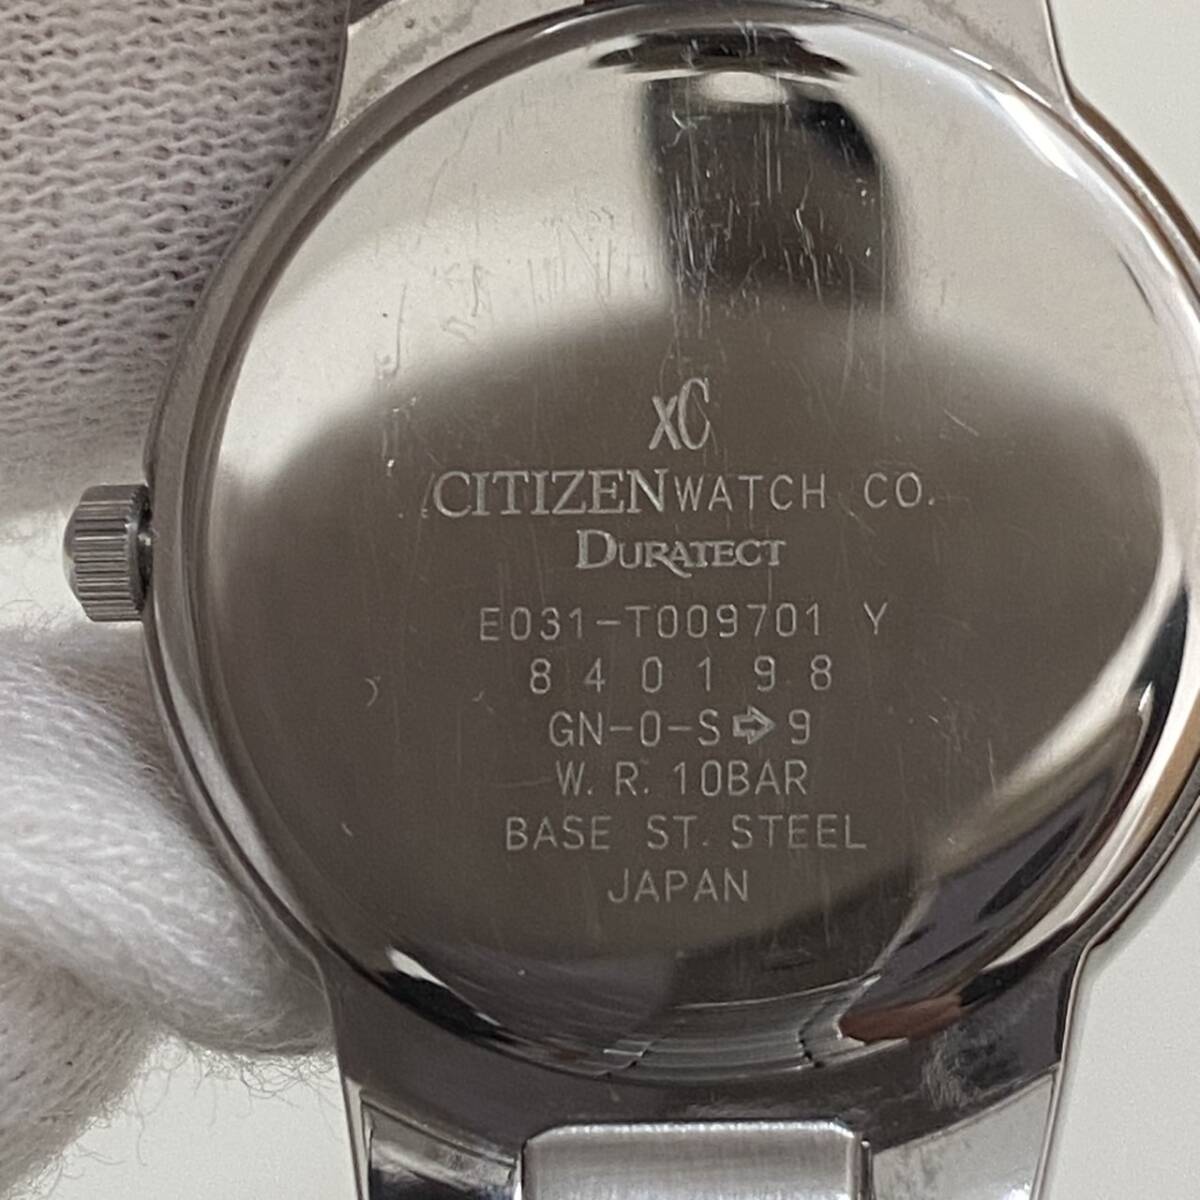 xC
CITIZEN WATCH CO.
DURATECT
E031-T009701 Y
840198
GN-0-S➩9
W.R. 10BAR
BASE ST. STEEL
JAPAN